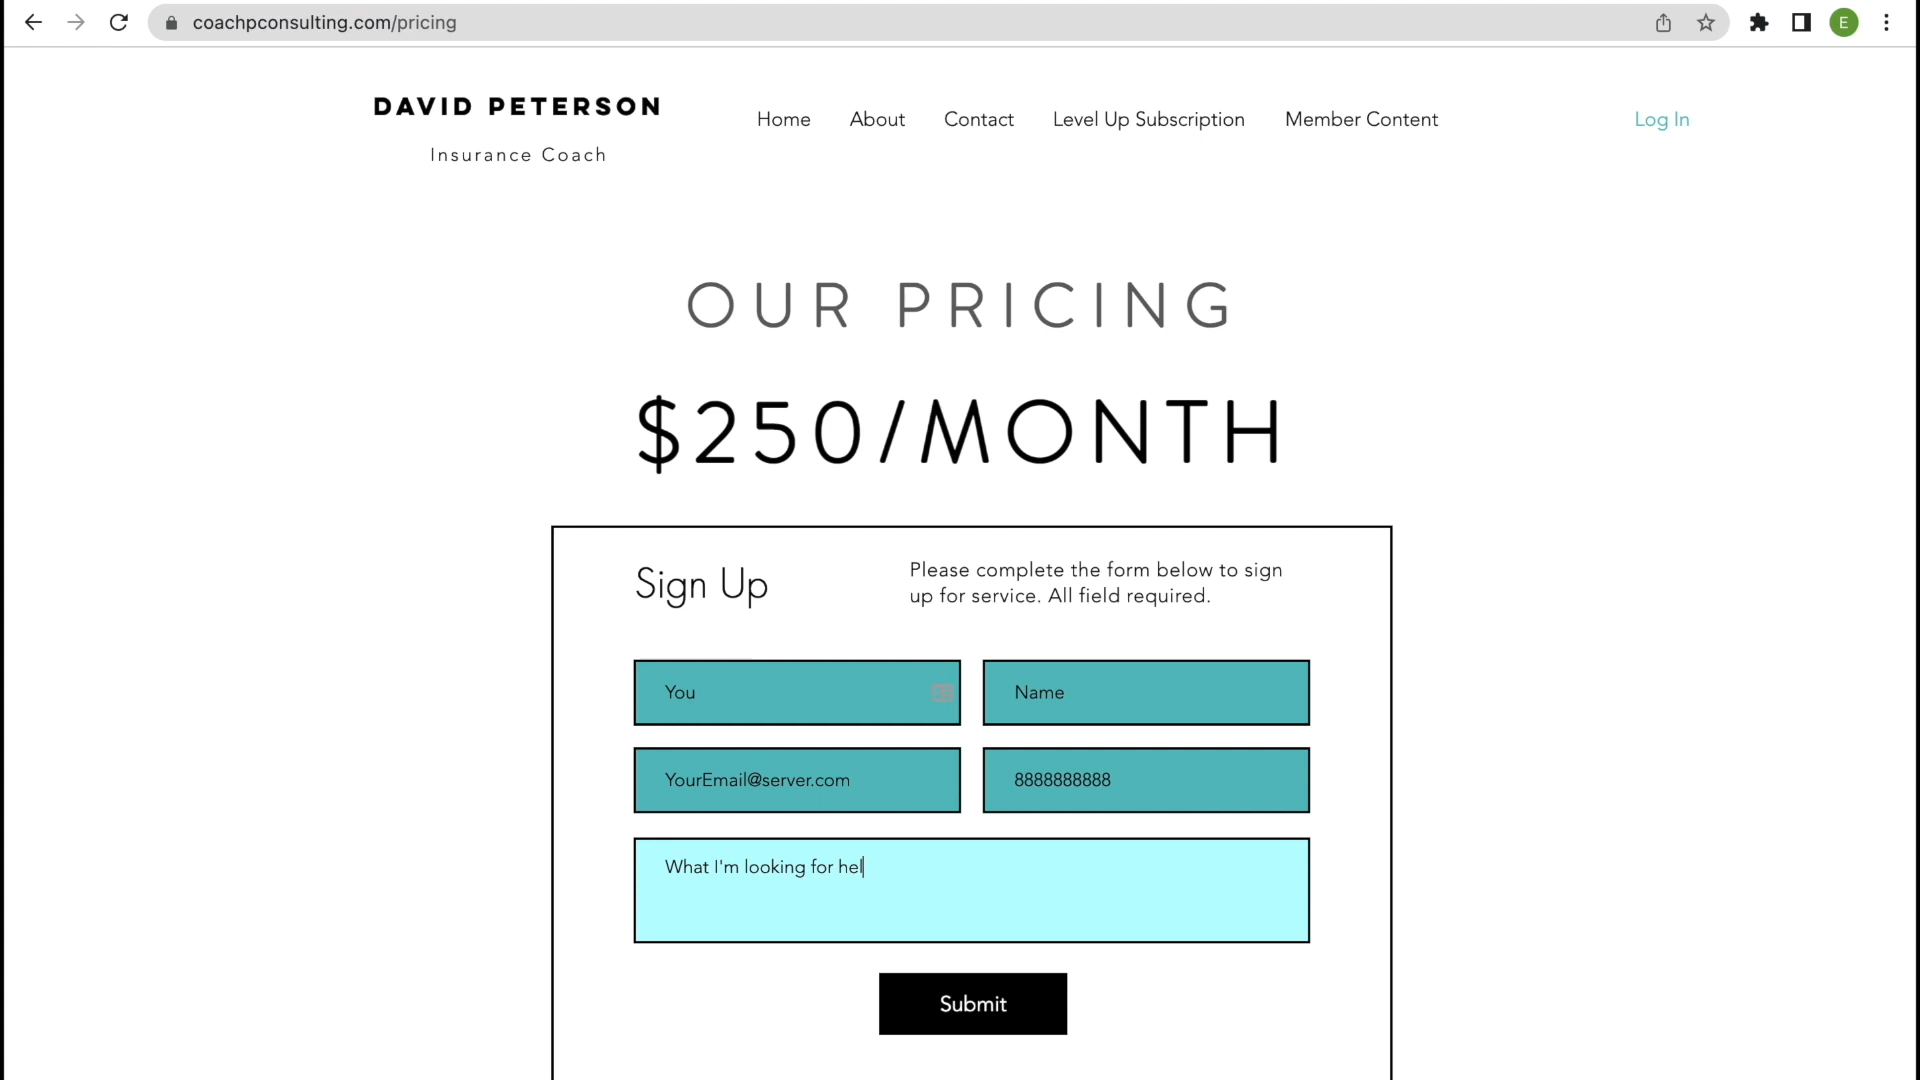 coachpconsulting.com/pricing
E
DAVID PETERSON
Insurance Coach
Home About Contact Level Up Subscription Member Content Log In
OUR PRICING
$250/MONTH
Sign Up
Please complete the form below to sign
up for service. All field required.
You Name
YourEmail@server.com 8888888888
What I'm looking for hel
Submit